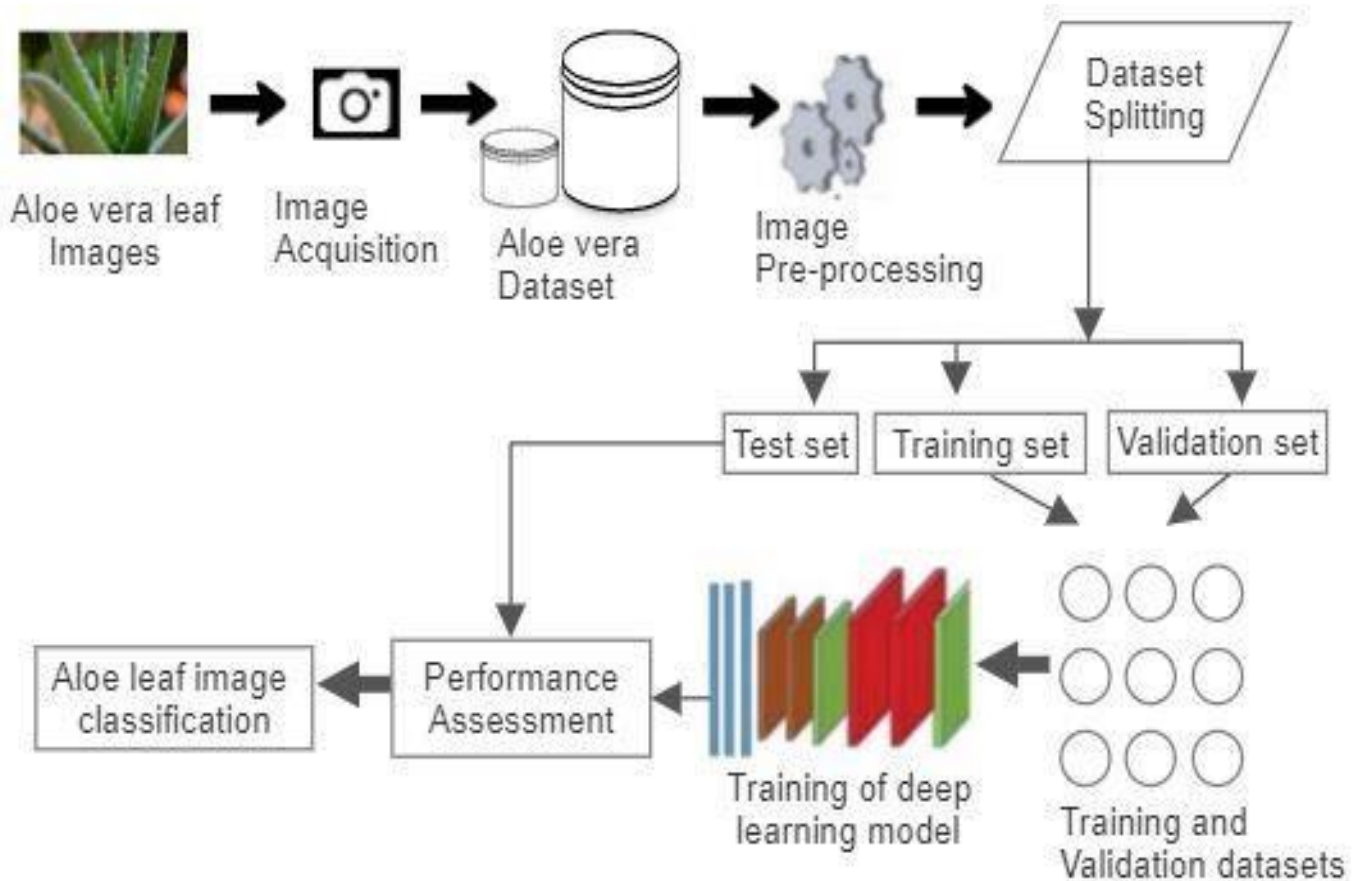 Dataset
Splitting
Aloe vera leaf
Images
Image
Acquisition
Aloe vera
Dataset
Image
Pre-processing
Test set
Training set
Validation set
Aloe leaf image
classification
Performance
Assessment
Training of deep
learning model
Training and
Validation datasets